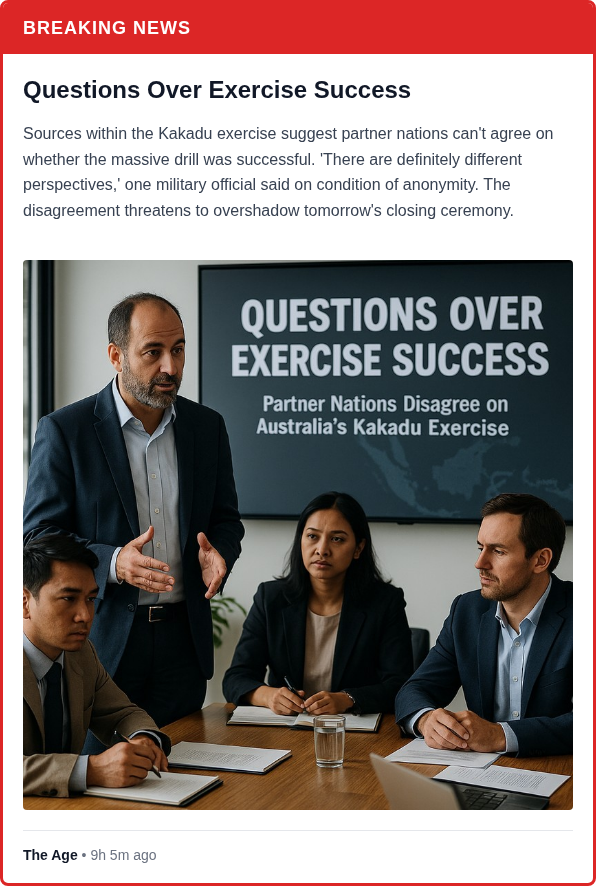 BREAKING NEWS
Questions Over Exercise Success
Sources within the Kakadu exercise suggest partner nations can't agree on
whether the massive drill was successful. 'There are definitely different
perspectives,' one military official said on condition of anonymity. The
disagreement threatens to overshadow tomorrow's closing ceremony.
QUESTIONS OVER
EXERCISE SUCCESS
Partner Nations Disagree on
Australia's Kakadu Exercise
The Age • 9h 5m ago